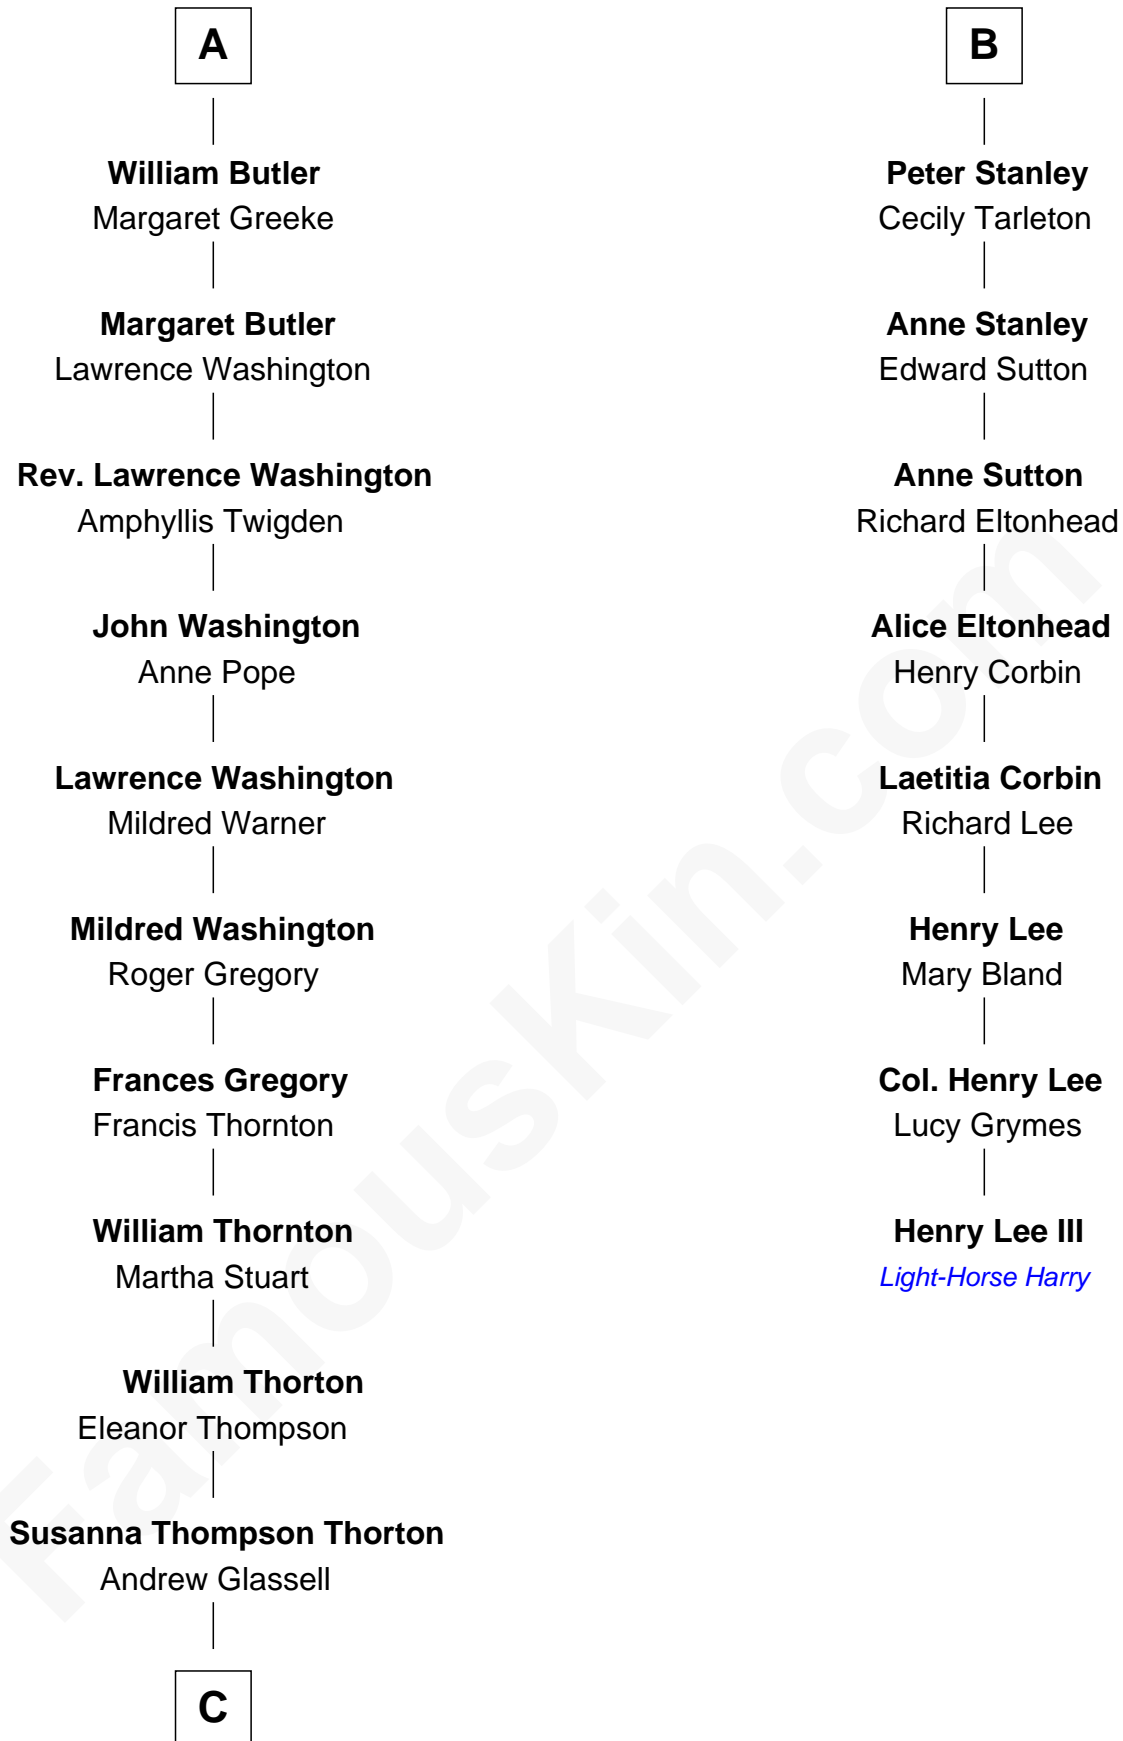 A
William Butler
Margaret Greeke
Margaret Butler
Lawrence Washington
Rev. Lawrence Washington
Amphyllis Twigden
John Washington
Anne Pope
Lawrence Washington
Mildred Warner
Mildred Washington
Roger Gregory
Frances Gregory
Francis Thornton
William Thornton
Martha Stuart
William Thorton
Eleanor Thompson
Susanna Thompson Thorton
Andrew Glassell
C
B
Peter Stanley
Cecily Tarleton
Anne Stanley
Edward Sutton
Anne Sutton
Richard Eltonhead
Alice Eltonhead
Henry Corbin
Laetitia Corbin
Richard Lee
Henry Lee
Mary Bland
Col. Henry Lee
Lucy Grymes
Henry Lee III
Light-Horse Harry
FamousKin.com